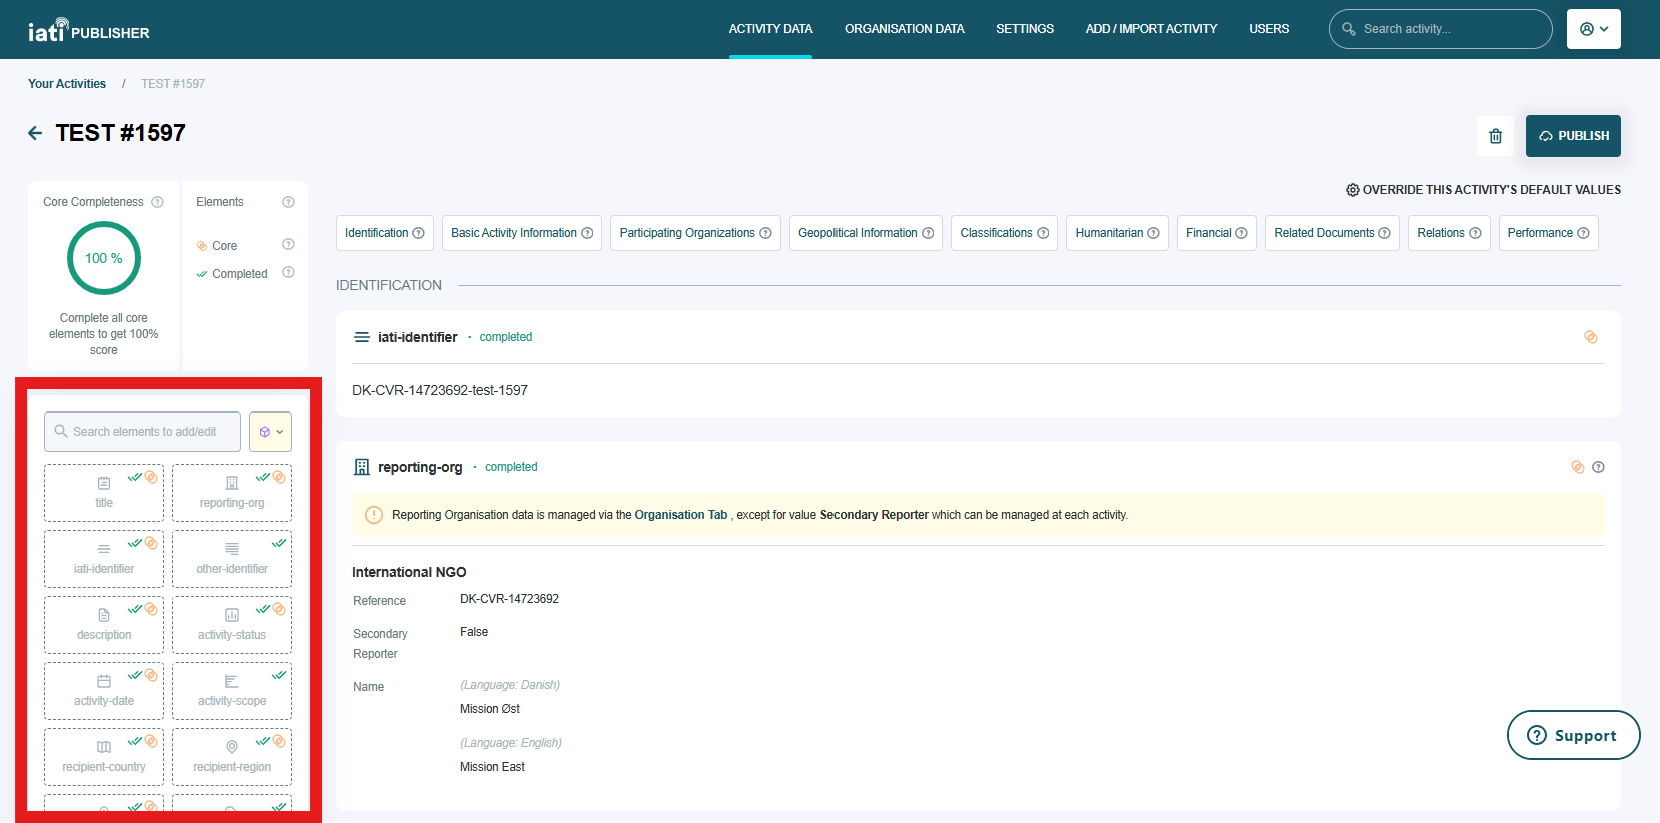 iati PUBLISHER
ACTIVITY DATA
ORGANISATION DATA
SETTINGS
ADD / IMPORT ACTIVITY
USERS
Search activity...
Your Activities / TEST #1597
TEST #1597
PUBLISH
OVERRIDE THIS ACTIVITY'S DEFAULT VALUES
Core Completeness
100 %
Complete all core
elements to get 100%
score
Elements
Core
Completed
Search elements to add/edit
title
reporting-org
iati-identifier
other-identifier
description
activity-status
activity-date
activity-scope
recipient-country
recipient-region
Identification
Basic Activity Information
Participating Organizations
Geopolitical Information
Classifications
Humanitarian
Financial
Related Documents
Relations
Performance
IDENTIFICATION
iati-identifier · completed
DK-CVR-14723692-test-1597
reporting-org · completed
Reporting Organisation data is managed via the Organisation Tab , except for value Secondary Reporter which can be managed at each activity.
International NGO
Reference DK-CVR-14723692
Secondary Reporter False
Name (Language: Danish)
Mission Øst
(Language: English)
Mission East
Support